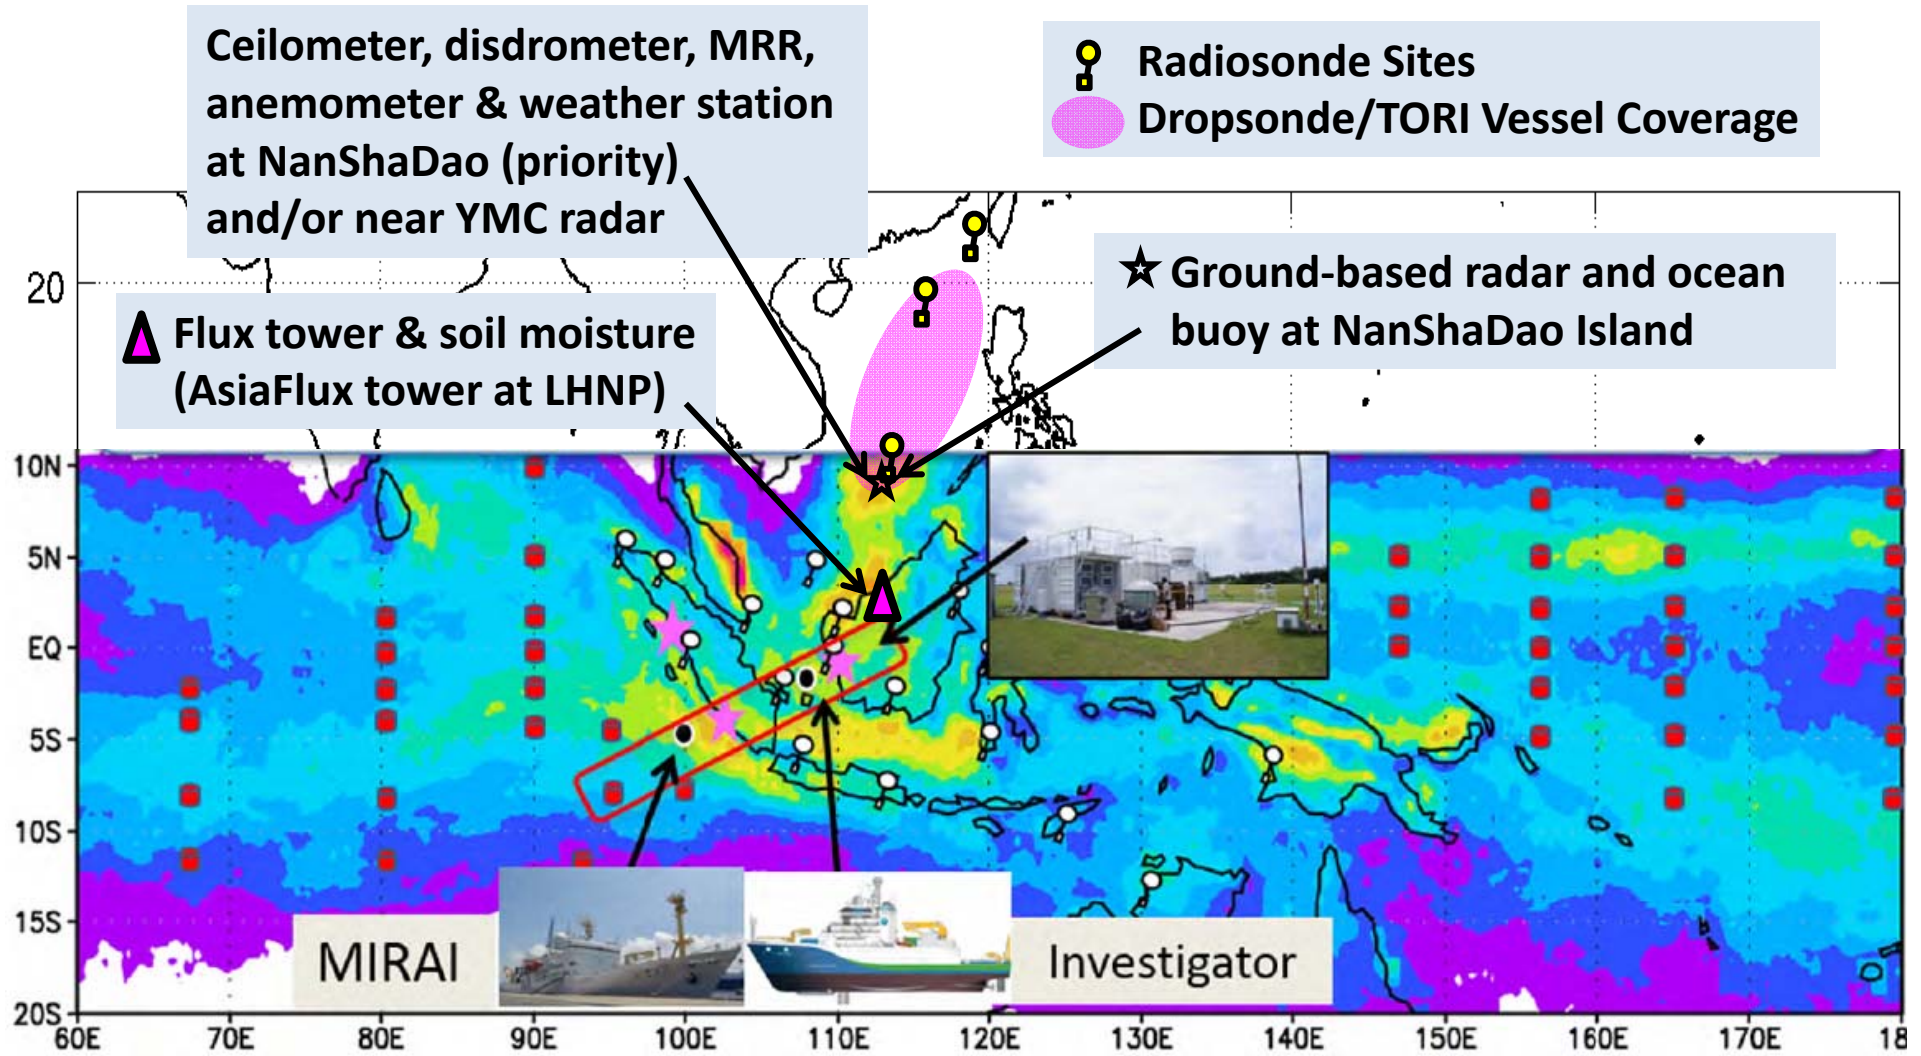 Ceilometer, disdrometer, MRR,
anemometer & weather station
at NanShaDao (priority)
and/or near YMC radar
Radiosonde Sites
Dropsonde/TORI Vessel Coverage
Flux tower & soil moisture
(AsiaFlux tower at LHNP)
Ground-based radar and ocean
buoy at NanShaDao Island
20
10N
5N
EQ
5S
10S
15S
20S
MIRAI
Investigator
60E 70E 80E 90E 100E 110E 120E 130E 140E 150E 160E 170E 18